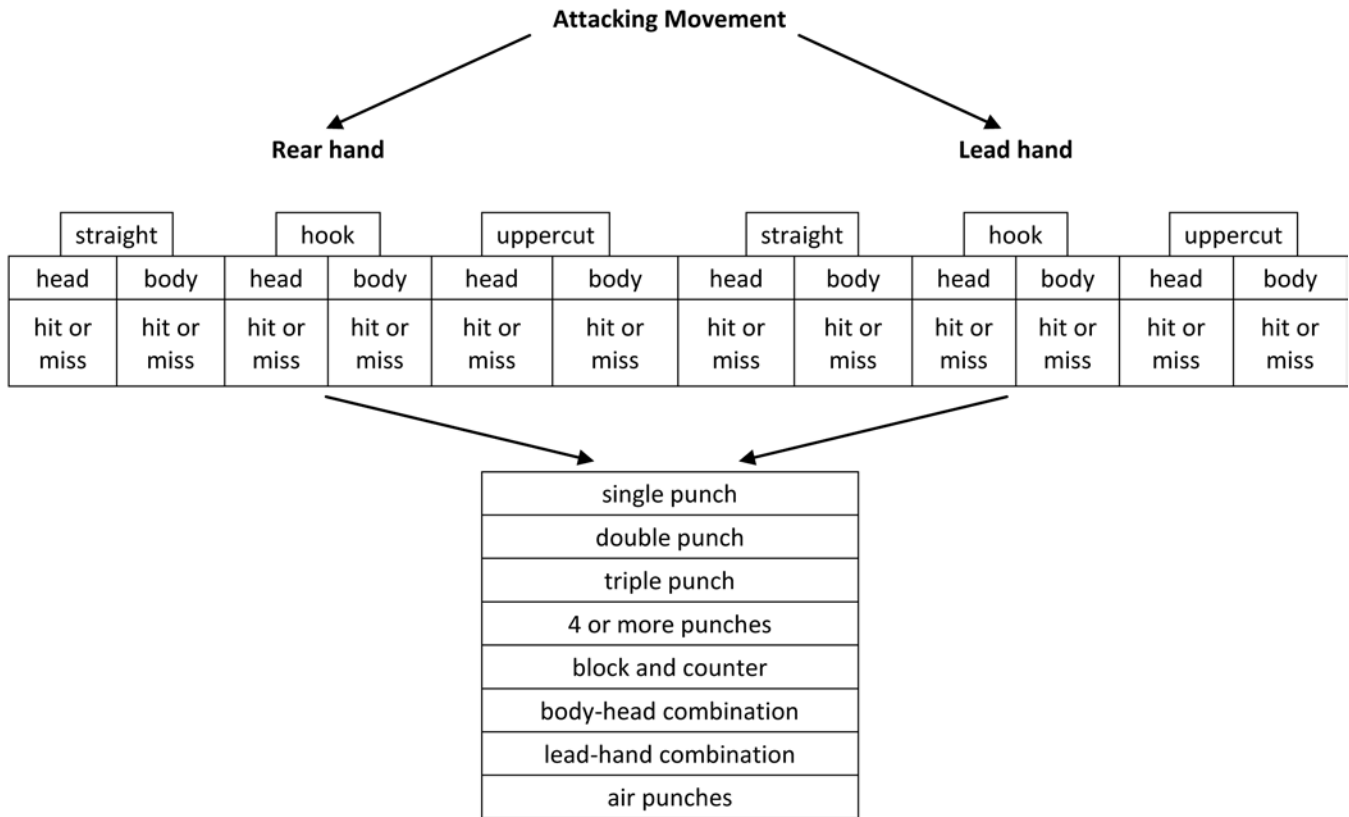 Attacking Movement
Rear hand Lead hand
straight hook uppercut straight hook uppercut
head body head body head body head body head body head body
hit or hit or hit or hit or hit or hit or hit or hit or hit or hit or hit or hit or
miss miss miss miss miss miss miss miss miss miss miss miss
single punch
double punch
triple punch
4 or more punches
block and counter
body-head combination
lead-hand combination
air punches